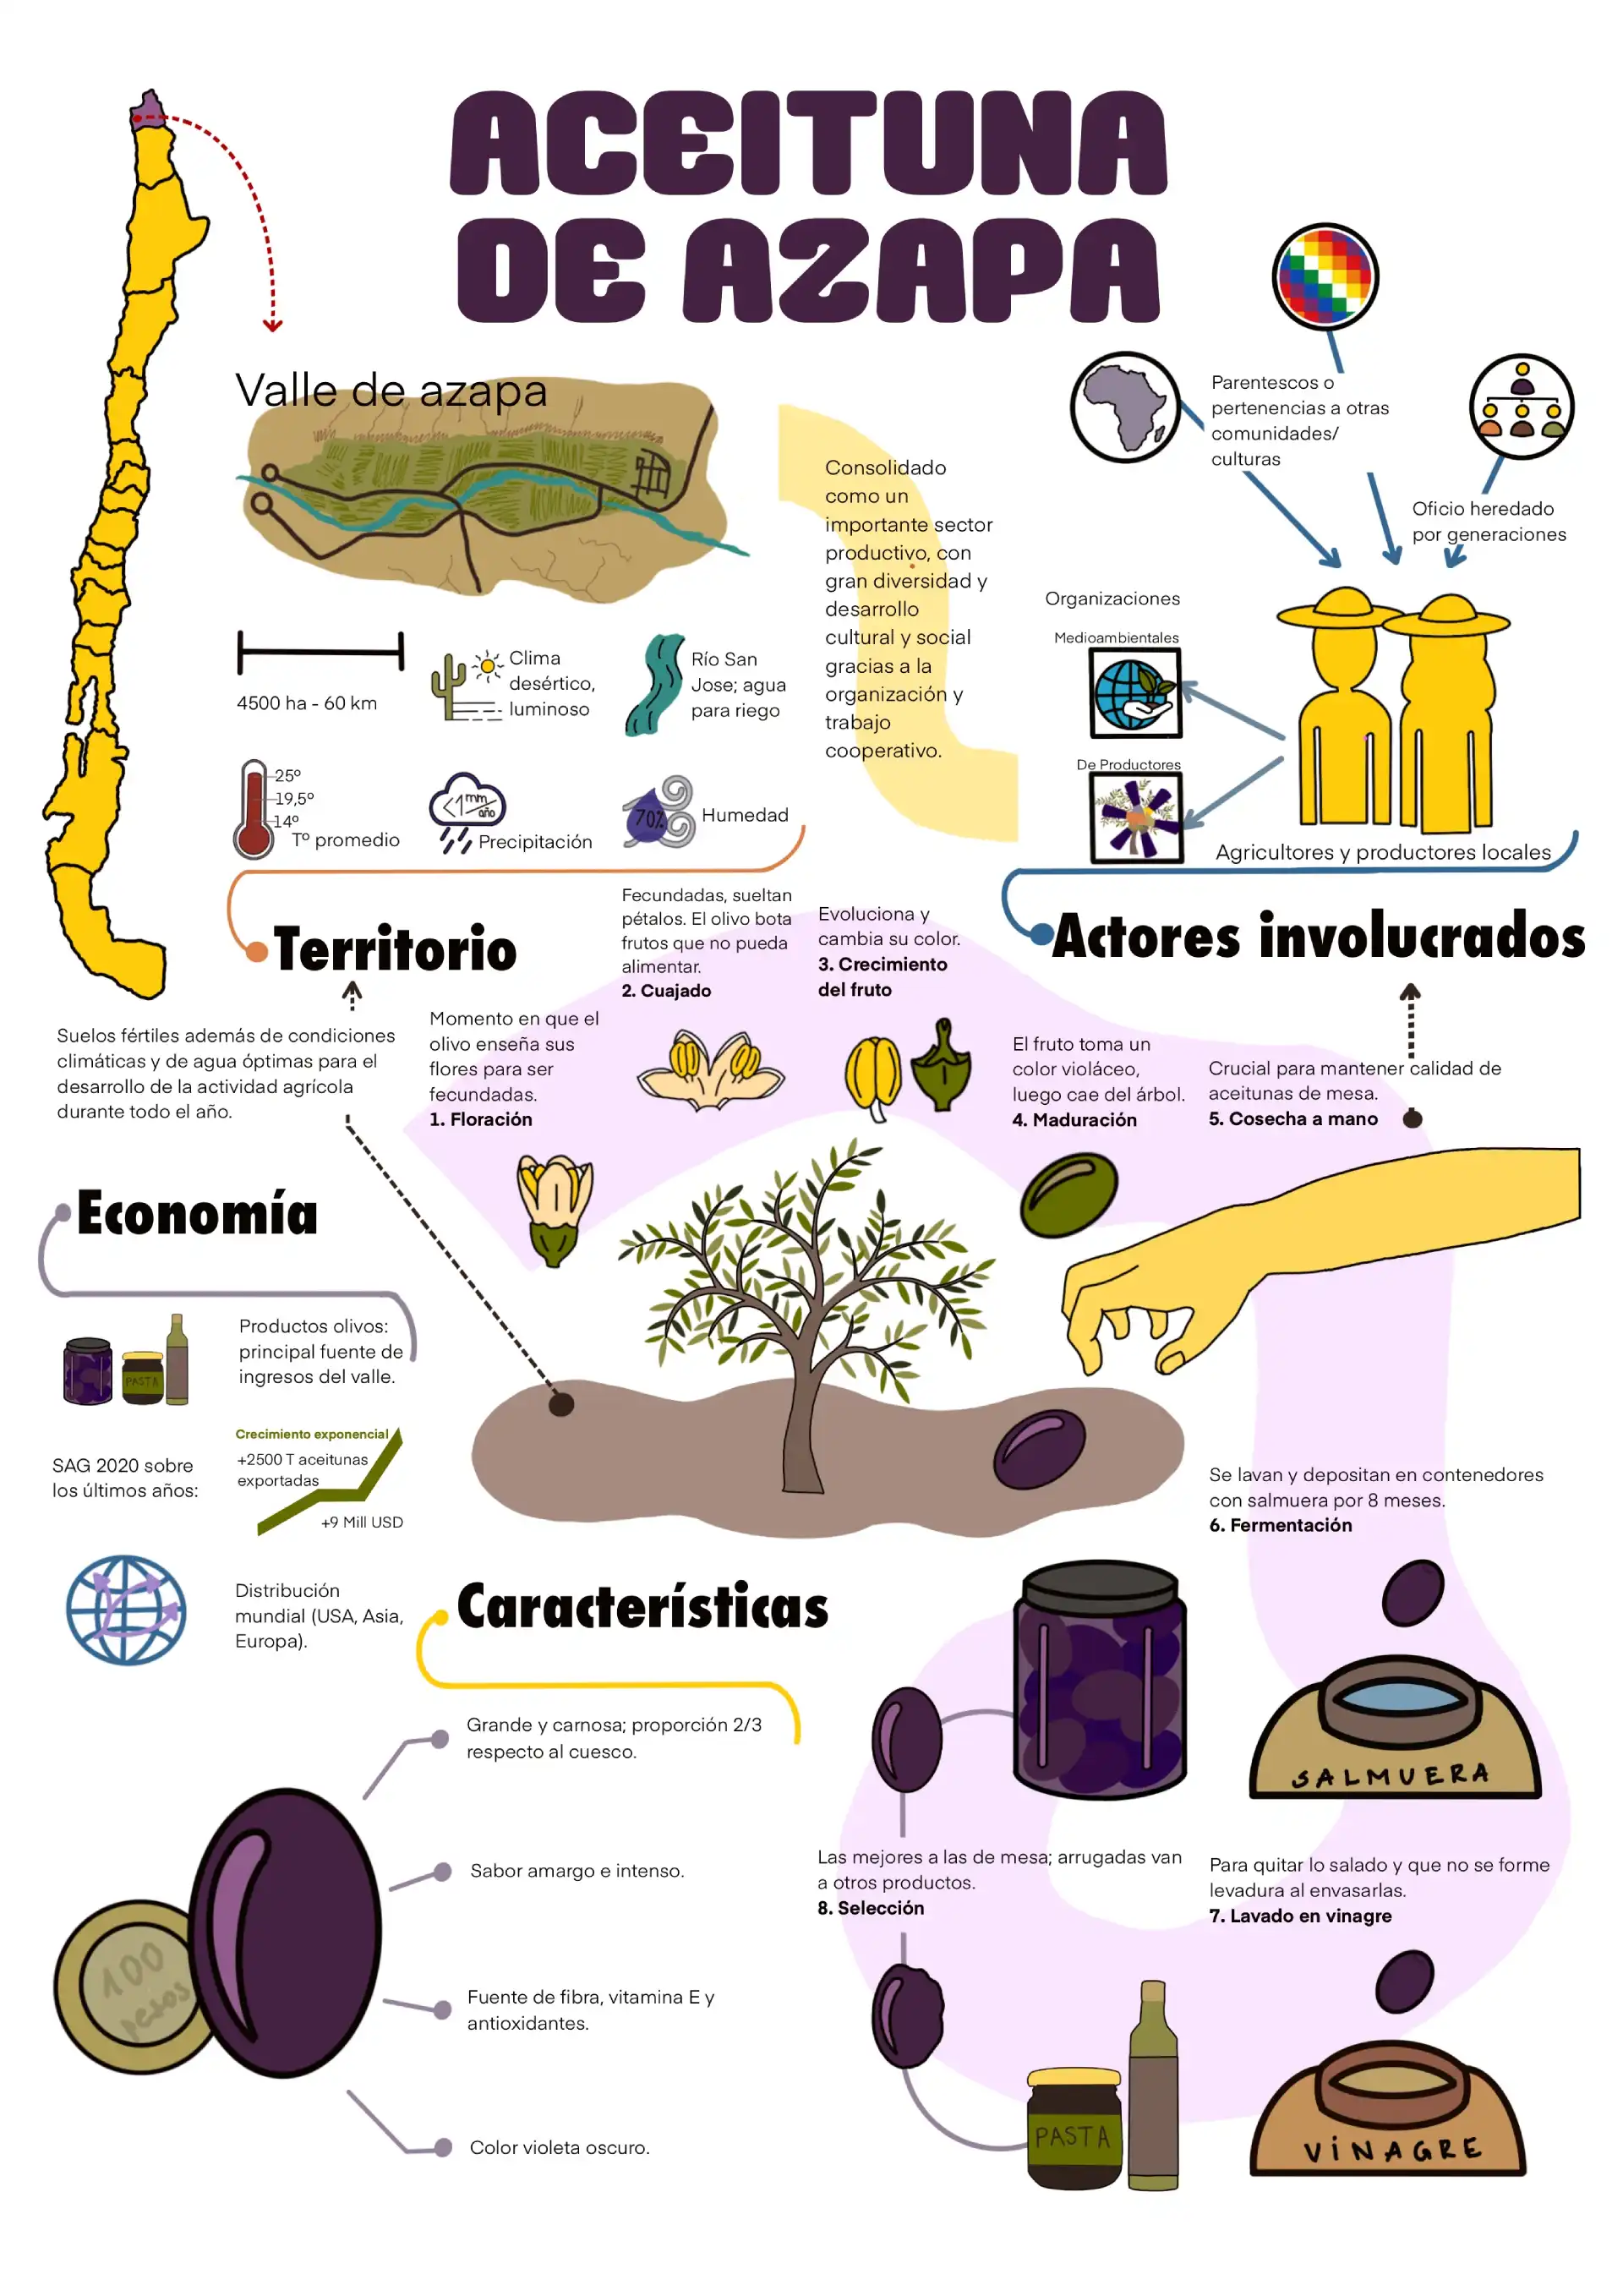 ACEITUNA
DE AZAPA
Valle de azapa
4500 ha - 60 km
Clima
desértico,
luminoso
Río San
Jose; agua
para riego
25º
19,5º
14º
Tº promedio
<1 mm
año
Precipitación
70%
Humedad
Territorio
Suelos fértiles además de condiciones
climáticas y de agua óptimas para el
desarrollo de la actividad agrícola
durante todo el año.
Consolidado
como un
importante sector
productivo, con
gran diversidad y
desarrollo
cultural y social
gracias a la
organización y
trabajo
cooperativo.
Parentescos o
pertenencias a otras
comunidades/
culturas
Oficio heredado
por generaciones
Organizaciones
Medioambientales
De Productores
Agricultores y productores locales
Actores involucrados
Momento en que el
olivo enseña sus
flores para ser
fecundadas.
1. Floración
Fecundadas, sueltan
pétalos. El olivo bota
frutos que no pueda
alimentar.
2. Cuajado
Evoluciona y
cambia su color.
3. Crecimiento
del fruto
El fruto toma un
color violáceo,
luego cae del árbol.
4. Maduración
Crucial para mantener calidad de
aceitunas de mesa.
5. Cosecha a mano
Economía
PASTA
Productos olivos:
principal fuente de
ingresos del valle.
SAG 2020 sobre
los últimos años:
Crecimiento exponencial
+2500 T aceitunas
exportadas
+9 Mill USD
Distribución
mundial (USA, Asia,
Europa).
Características
Grande y carnosa; proporción 2/3
respecto al cuesco.
Sabor amargo e intenso.
Fuente de fibra, vitamina E y
antioxidantes.
Color violeta oscuro.
100
pesos
Se lavan y depositan en contenedores
con salmuera por 8 meses.
6. Fermentación
SALMUERA
Para quitar lo salado y que no se forme
levadura al envasarlas.
7. Lavado en vinagre
VINAGRE
Las mejores a las de mesa; arrugadas van
a otros productos.
8. Selección
PASTA